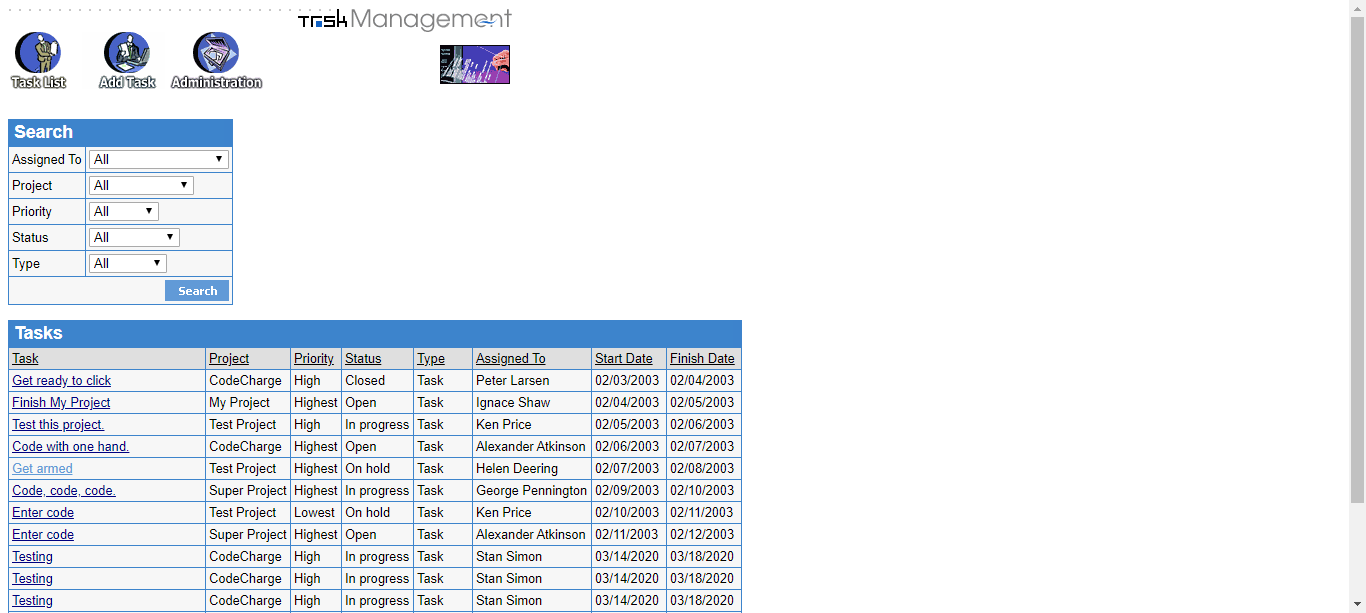 Task Management
Task List Add Task Administration
Search
Assigned To All
Project All
Priority All
Status All
Type All
Search
Tasks
Task Project Priority Status Type Assigned To Start Date Finish Date
Get ready to click CodeCharge High Closed Task Peter Larsen 02/03/2003 02/04/2003
Finish My Project My Project Highest Open Task Ignace Shaw 02/04/2003 02/05/2003
Test this project. Test Project High In progress Task Ken Price 02/05/2003 02/06/2003
Code with one hand. CodeCharge Highest Open Task Alexander Atkinson 02/06/2003 02/07/2003
Get armed Test Project Highest On hold Task Helen Deering 02/07/2003 02/08/2003
Code, code, code. Super Project Highest In progress Task George Pennington 02/09/2003 02/10/2003
Enter code Test Project Lowest On hold Task Ken Price 02/10/2003 02/11/2003
Enter code Super Project Highest Open Task Alexander Atkinson 02/11/2003 02/12/2003
Testing CodeCharge High In progress Task Stan Simon 03/14/2020 03/18/2020
Testing CodeCharge High In progress Task Stan Simon 03/14/2020 03/18/2020
Testing CodeCharge High In progress Task Stan Simon 03/14/2020 03/18/2020